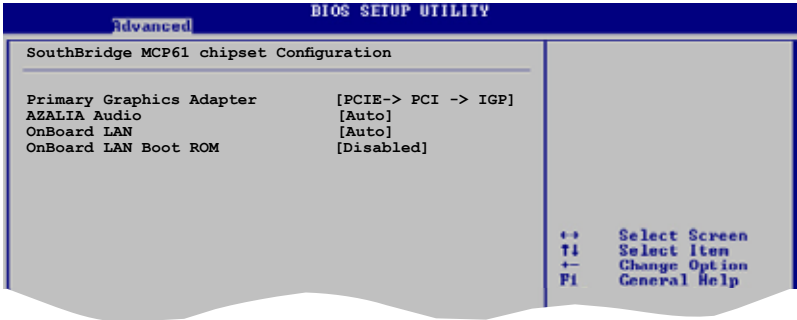 BIOS SETUP UTILITY
Advanced
SouthBridge MCP61 chipset Configuration
Primary Graphics Adapter [PCIE-> PCI -> IGP]
AZALIA Audio [Auto]
OnBoard LAN [Auto]
OnBoard LAN Boot ROM [Disabled]
←→ Select Screen
↑↓ Select Item
+- Change Option
F1 General Help